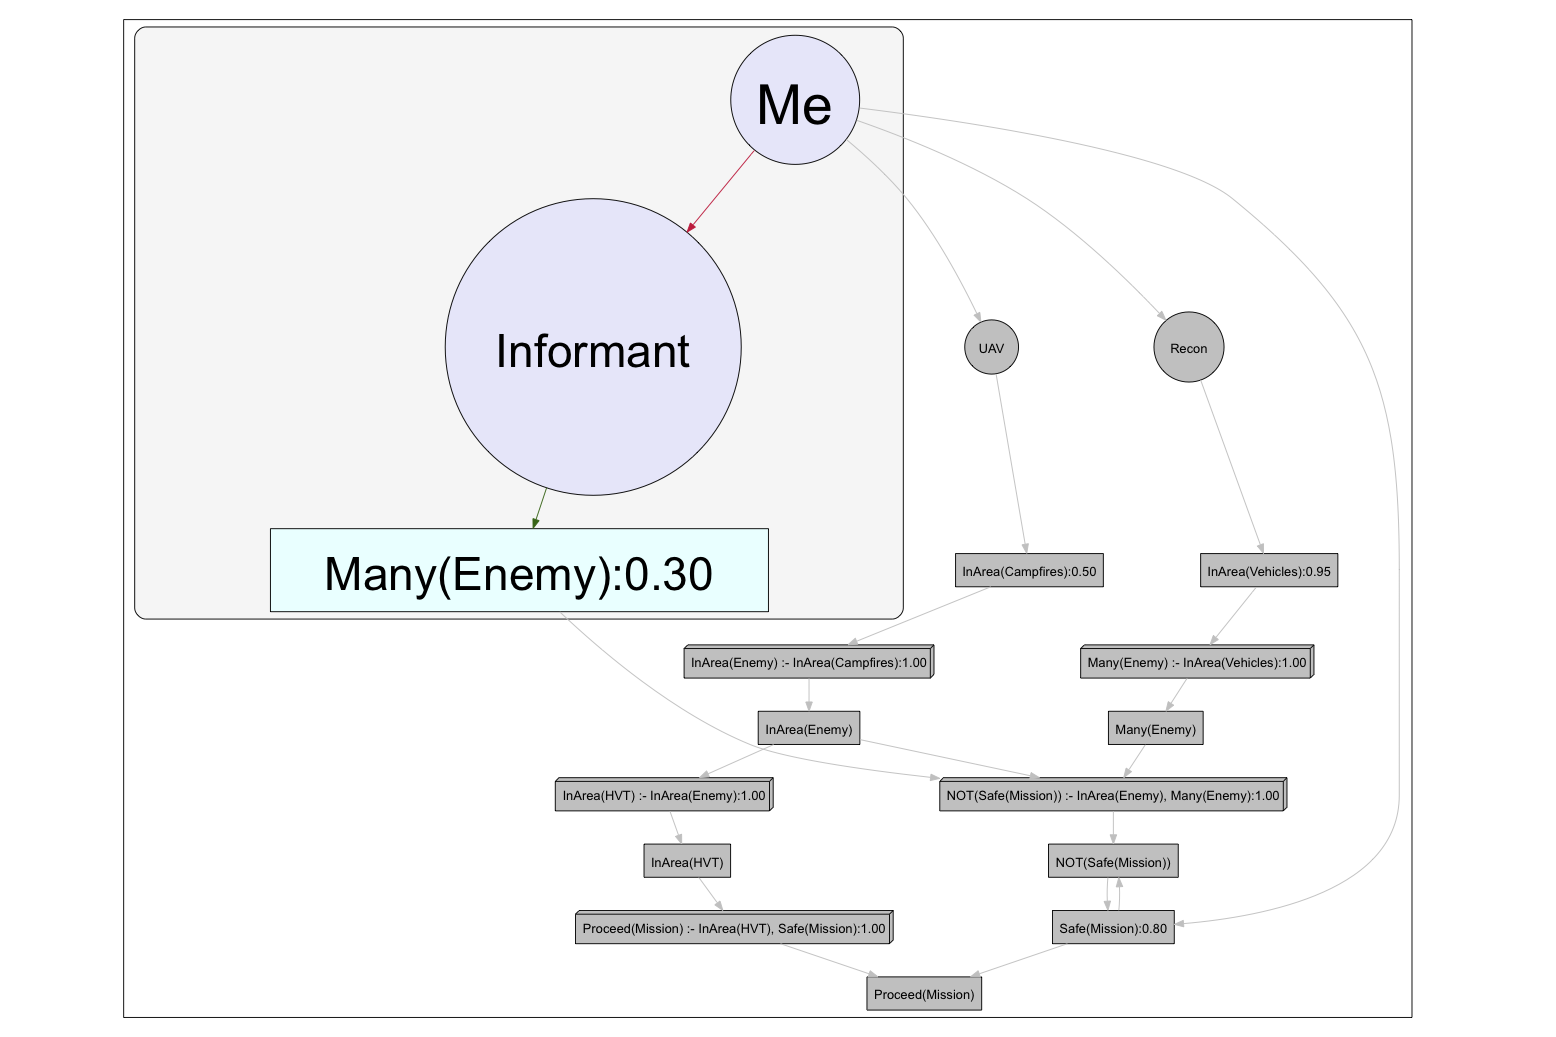 Me
Informant
UAV
Recon
Many(Enemy):0.30
InArea(Campfires):0.50
InArea(Vehicles):0.95
InArea(Enemy) :- InArea(Campfires):1.00
Many(Enemy) :- InArea(Vehicles):1.00
InArea(Enemy)
Many(Enemy)
InArea(HVT) :- InArea(Enemy):1.00
NOT(Safe(Mission)) :- InArea(Enemy), Many(Enemy):1.00
InArea(HVT)
NOT(Safe(Mission))
Proceed(Mission) :- InArea(HVT), Safe(Mission):1.00
Safe(Mission):0.80
Proceed(Mission)